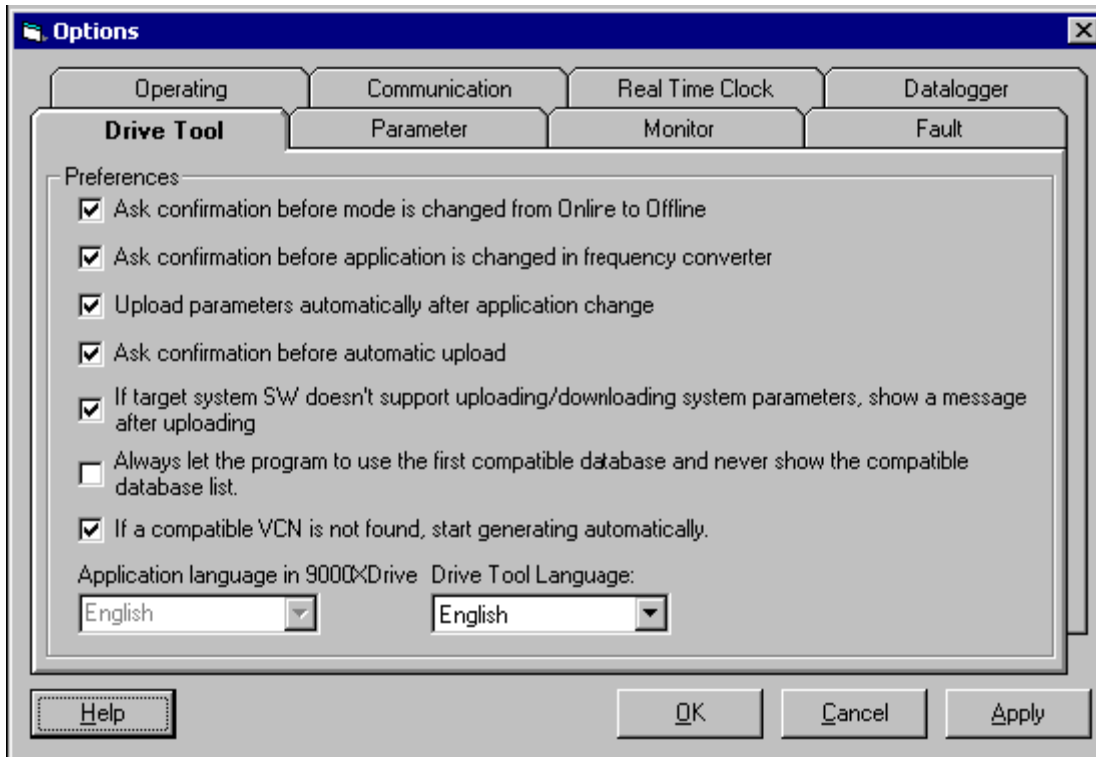 Options
Operating Communication Real Time Clock Datalogger
Drive Tool Parameter Monitor Fault
Preferences
Ask confirmation before mode is changed from Online to Offline
Ask confirmation before application is changed in frequency converter
Upload parameters automatically after application change
Ask confirmation before automatic upload
If target system SW doesn't support uploading/downloading system parameters, show a message
after uploading
Always let the program to use the first compatible database and never show the compatible
database list.
If a compatible VCN is not found, start generating automatically.
Application language in 9000XDrive Drive Tool Language:
English English
Help OK Cancel Apply